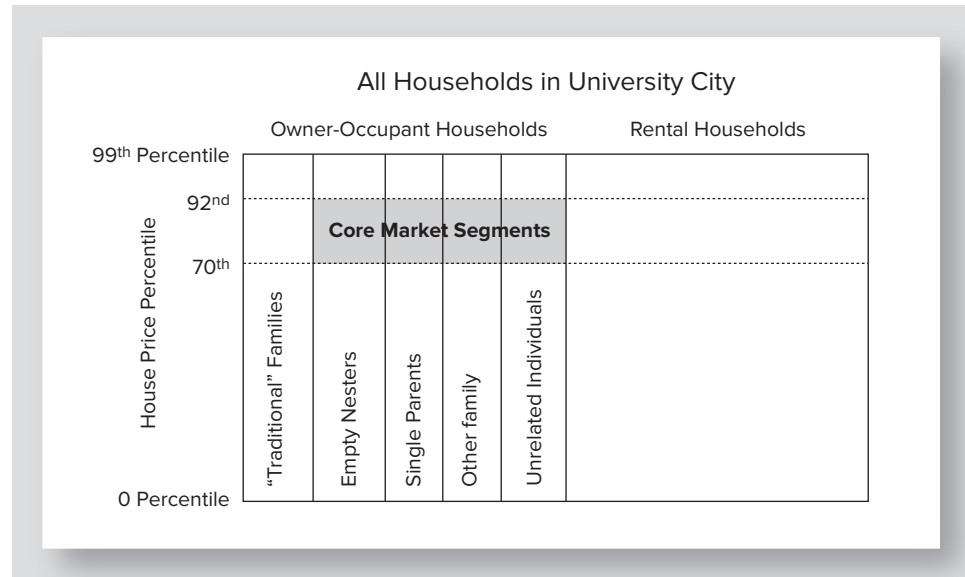 All Households in University City
Owner-Occupant Households Rental Households
99th Percentile
92nd
Core Market Segments
70th
House Price Percentile
"Traditional" Families
Empty Nesters
Single Parents
Other family
Unrelated Individuals
0 Percentile